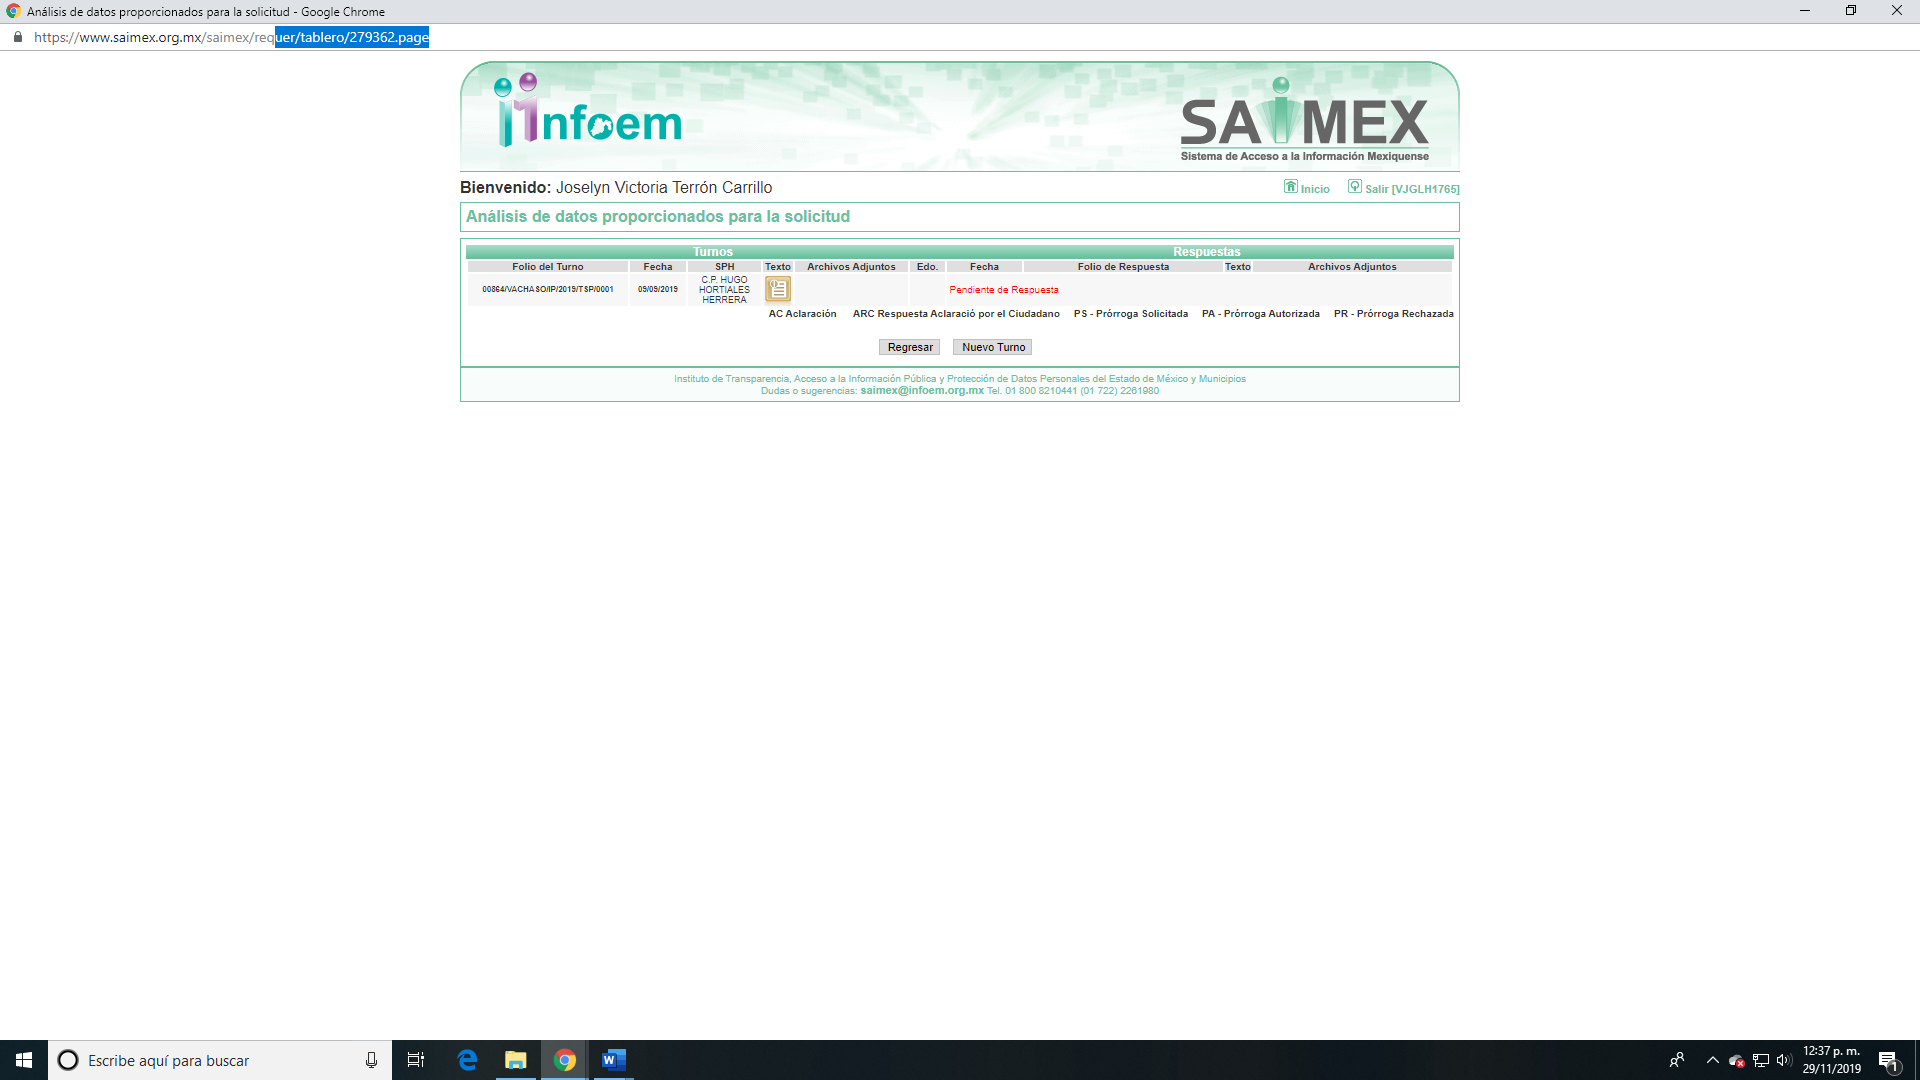 Análisis de datos proporcionados para la solicitud - Google Chrome
https://www.saimex.org.mx/saimex/requer/tablero/279362.page
infoem
SAIMEX
Sistema de Acceso a la Información Mexiquense
Bienvenido: Joselyn Victoria Terrón Carrillo
Inicio Salir [VJGLH1765]
Análisis de datos proporcionados para la solicitud
Turnos Respuestas
Folio del Turno Fecha SPH Texto Archivos Adjuntos Edo. Fecha Folio de Respuesta Texto Archivos Adjuntos
00864/VACHASO/IP/2019/TSP/0001 09/09/2019 C.P. HUGO HORTIALES HERRERA Pendiente de Respuesta
AC Aclaración ARC Respuesta Aclaració por el Ciudadano PS - Prórroga Solicitada PA - Prórroga Autorizada PR - Prórroga Rechazada
Regresar Nuevo Turno
Instituto de Transparencia, Acceso a la Información Pública y Protección de Datos Personales del Estado de México y Municipios
Dudas o sugerencias: saimex@infoem.org.mx Tel. 01 800 8210441 (01 722) 2261980
Escribe aquí para buscar
12:37 p. m.
29/11/2019
1